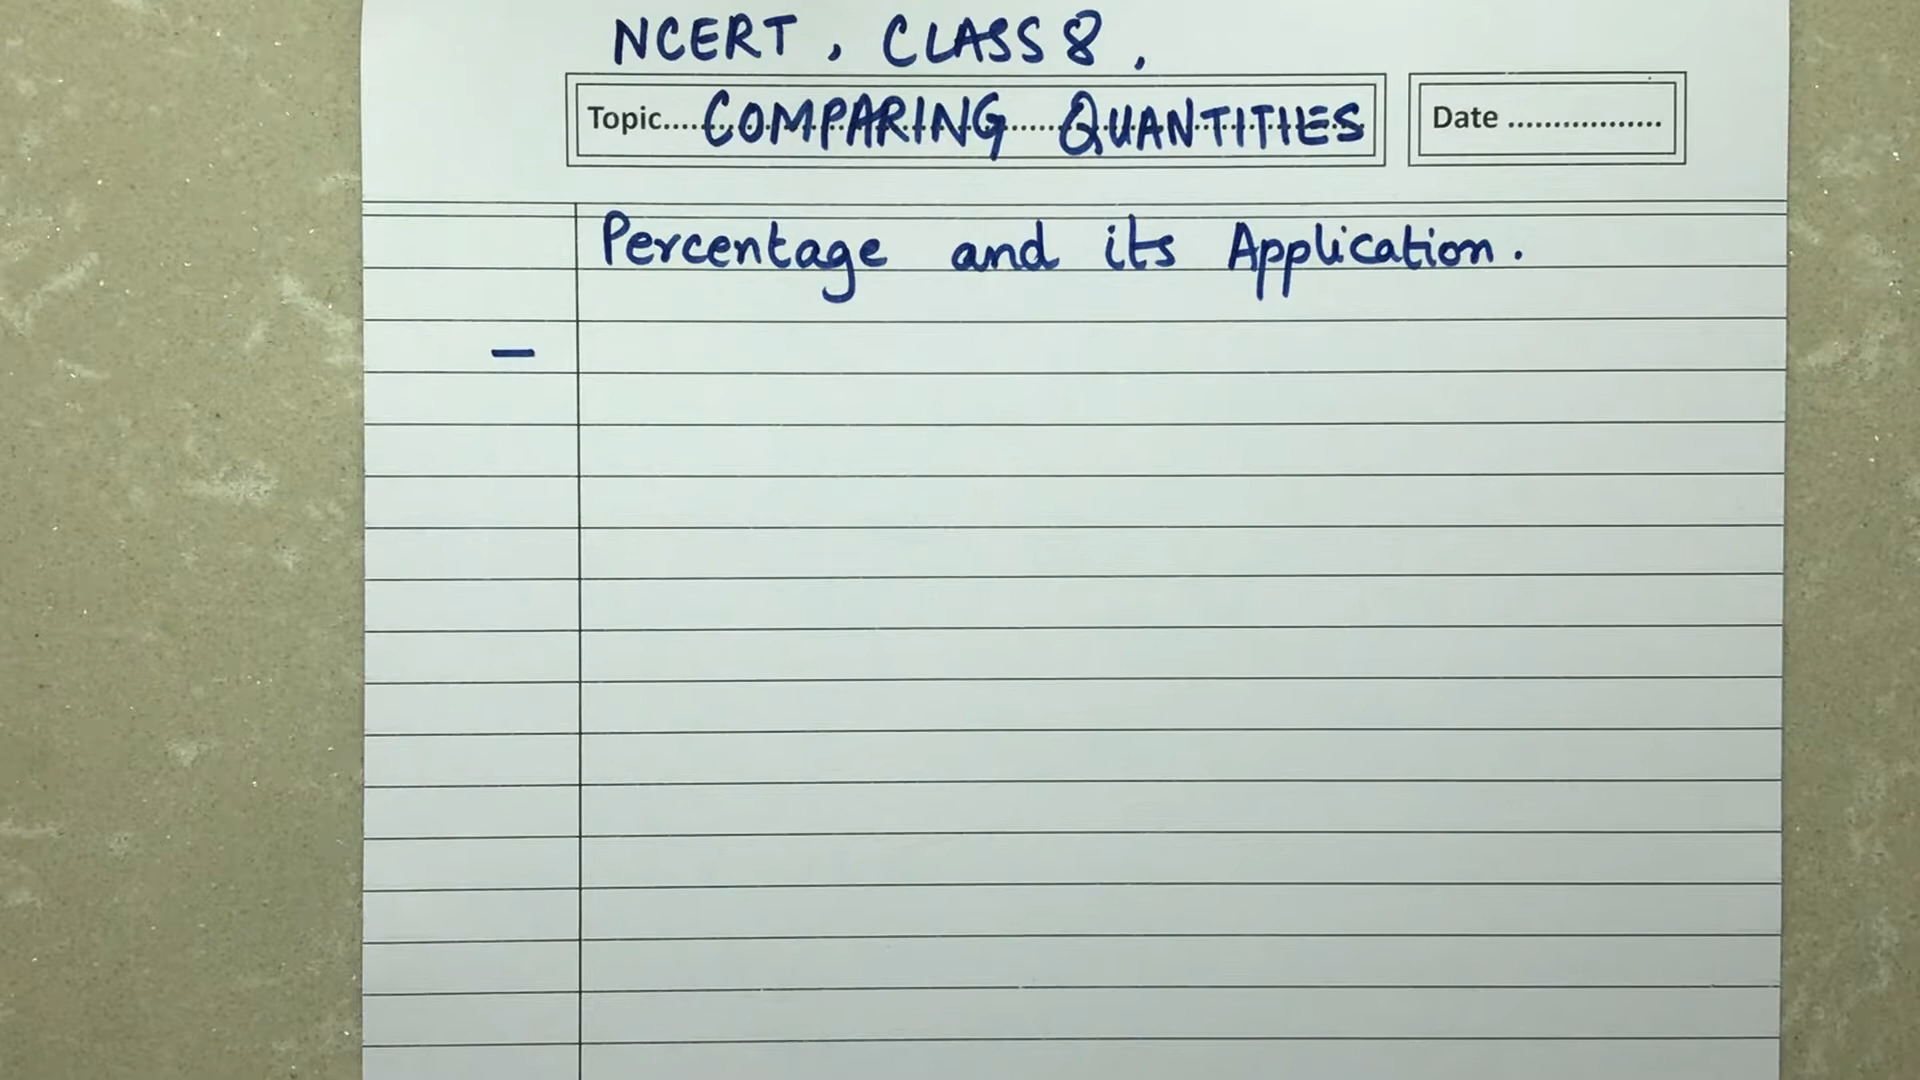 NCERT, CLASS 8,
Topic....COMPARING QUANTITIES
Date .................
Percentage and its Application.
–